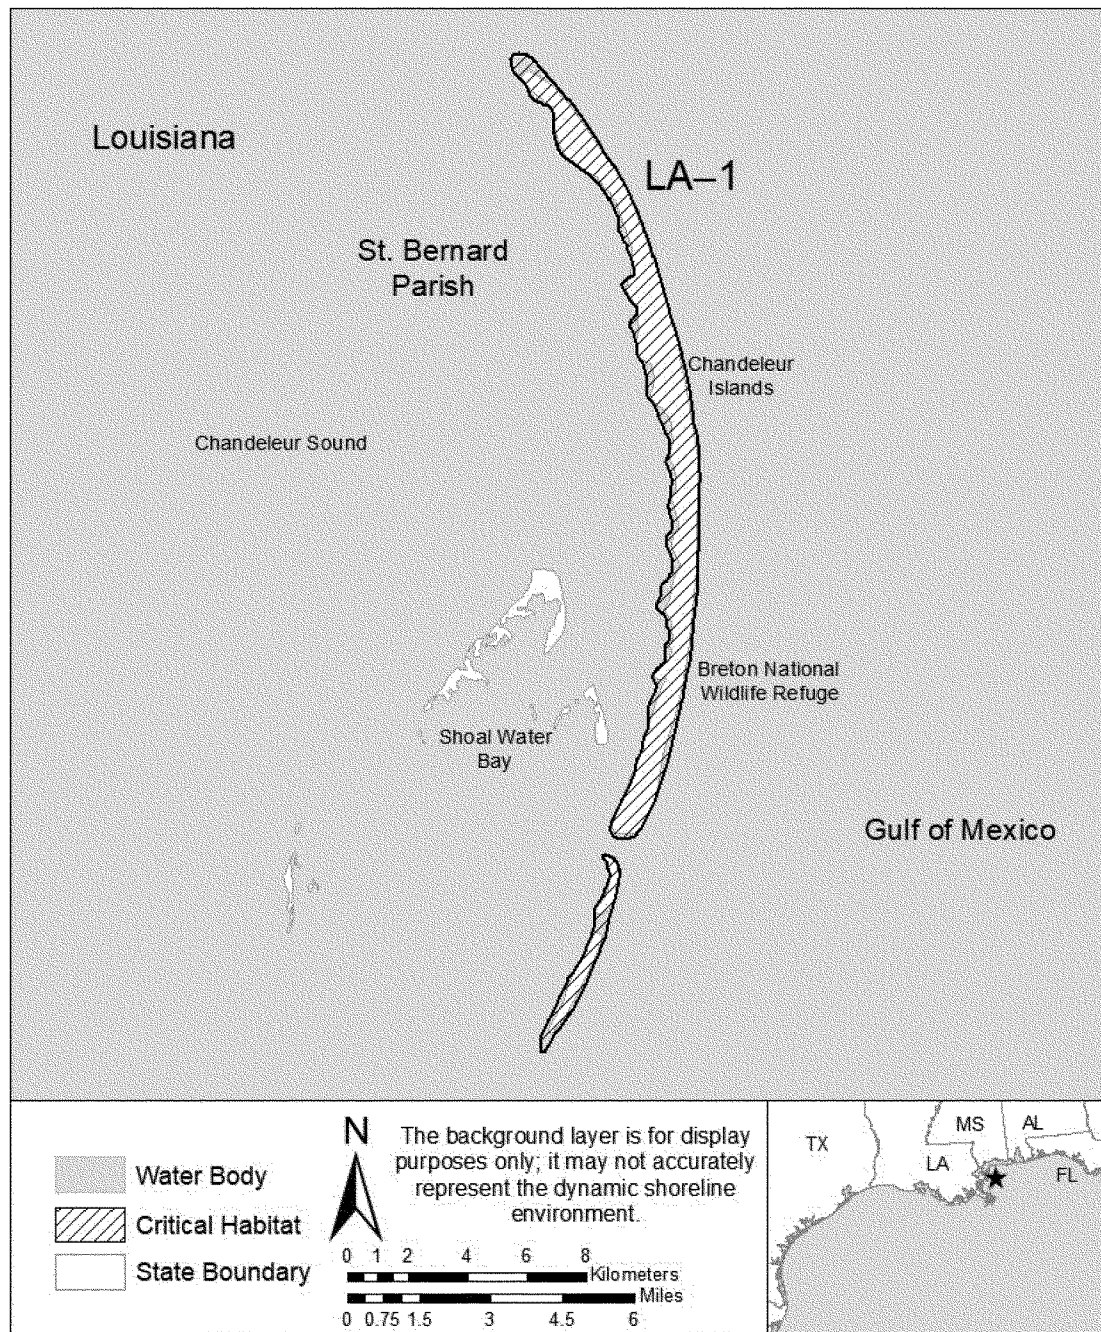 Louisiana
LA–1
St. Bernard
Parish
Chandeleur
Islands
Chandeleur Sound
Breton National
Wildlife Refuge
Shoal Water
Bay
Gulf of Mexico
Water Body
Critical Habitat
State Boundary
N
The background layer is for display
purposes only; it may not accurately
represent the dynamic shoreline
environment.
0 1 2 4 6 8
Kilometers
Miles
0 0.75 1.5 3 4.5 6
TX
LA
MS
AL
FL